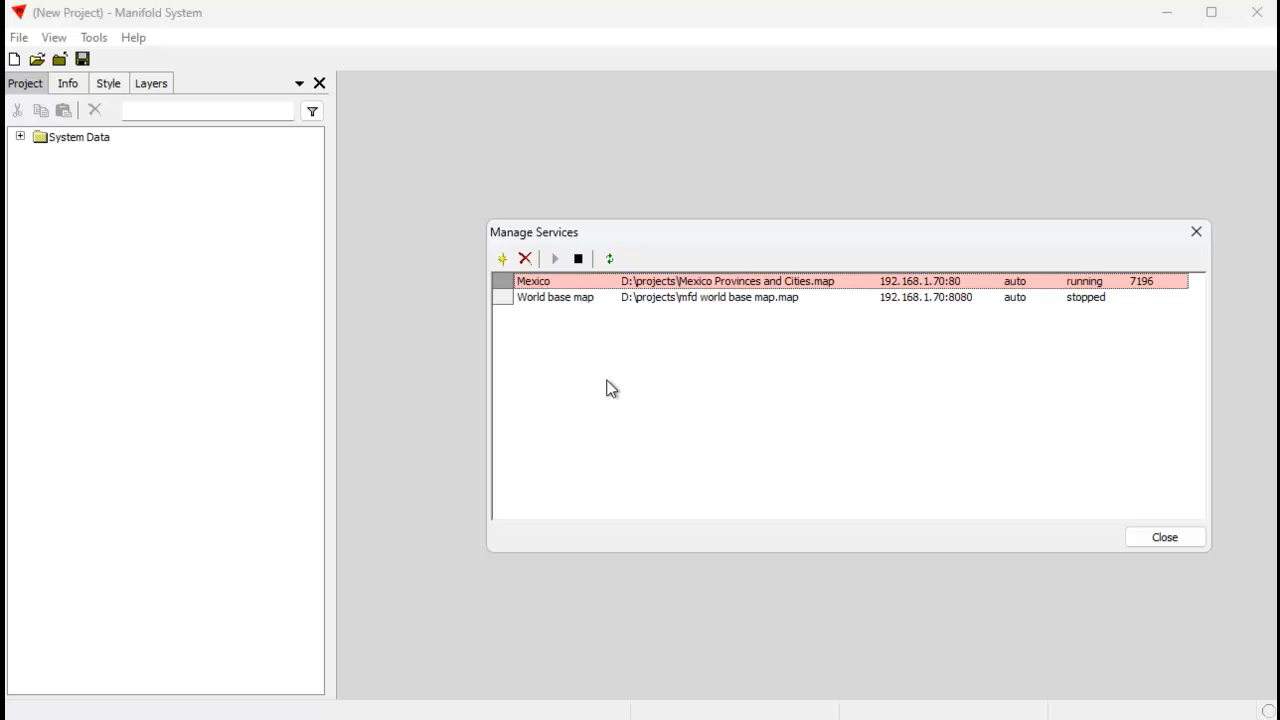 (New Project) - Manifold System
File View Tools Help
Project Info Style Layers
System Data
Manage Services
Mexico D:\projects\Mexico Provinces and Cities.map 192.168.1.70:80 auto running 7196
World base map D:\projects\mfd world base map.map 192.168.1.70:8080 auto stopped
Close